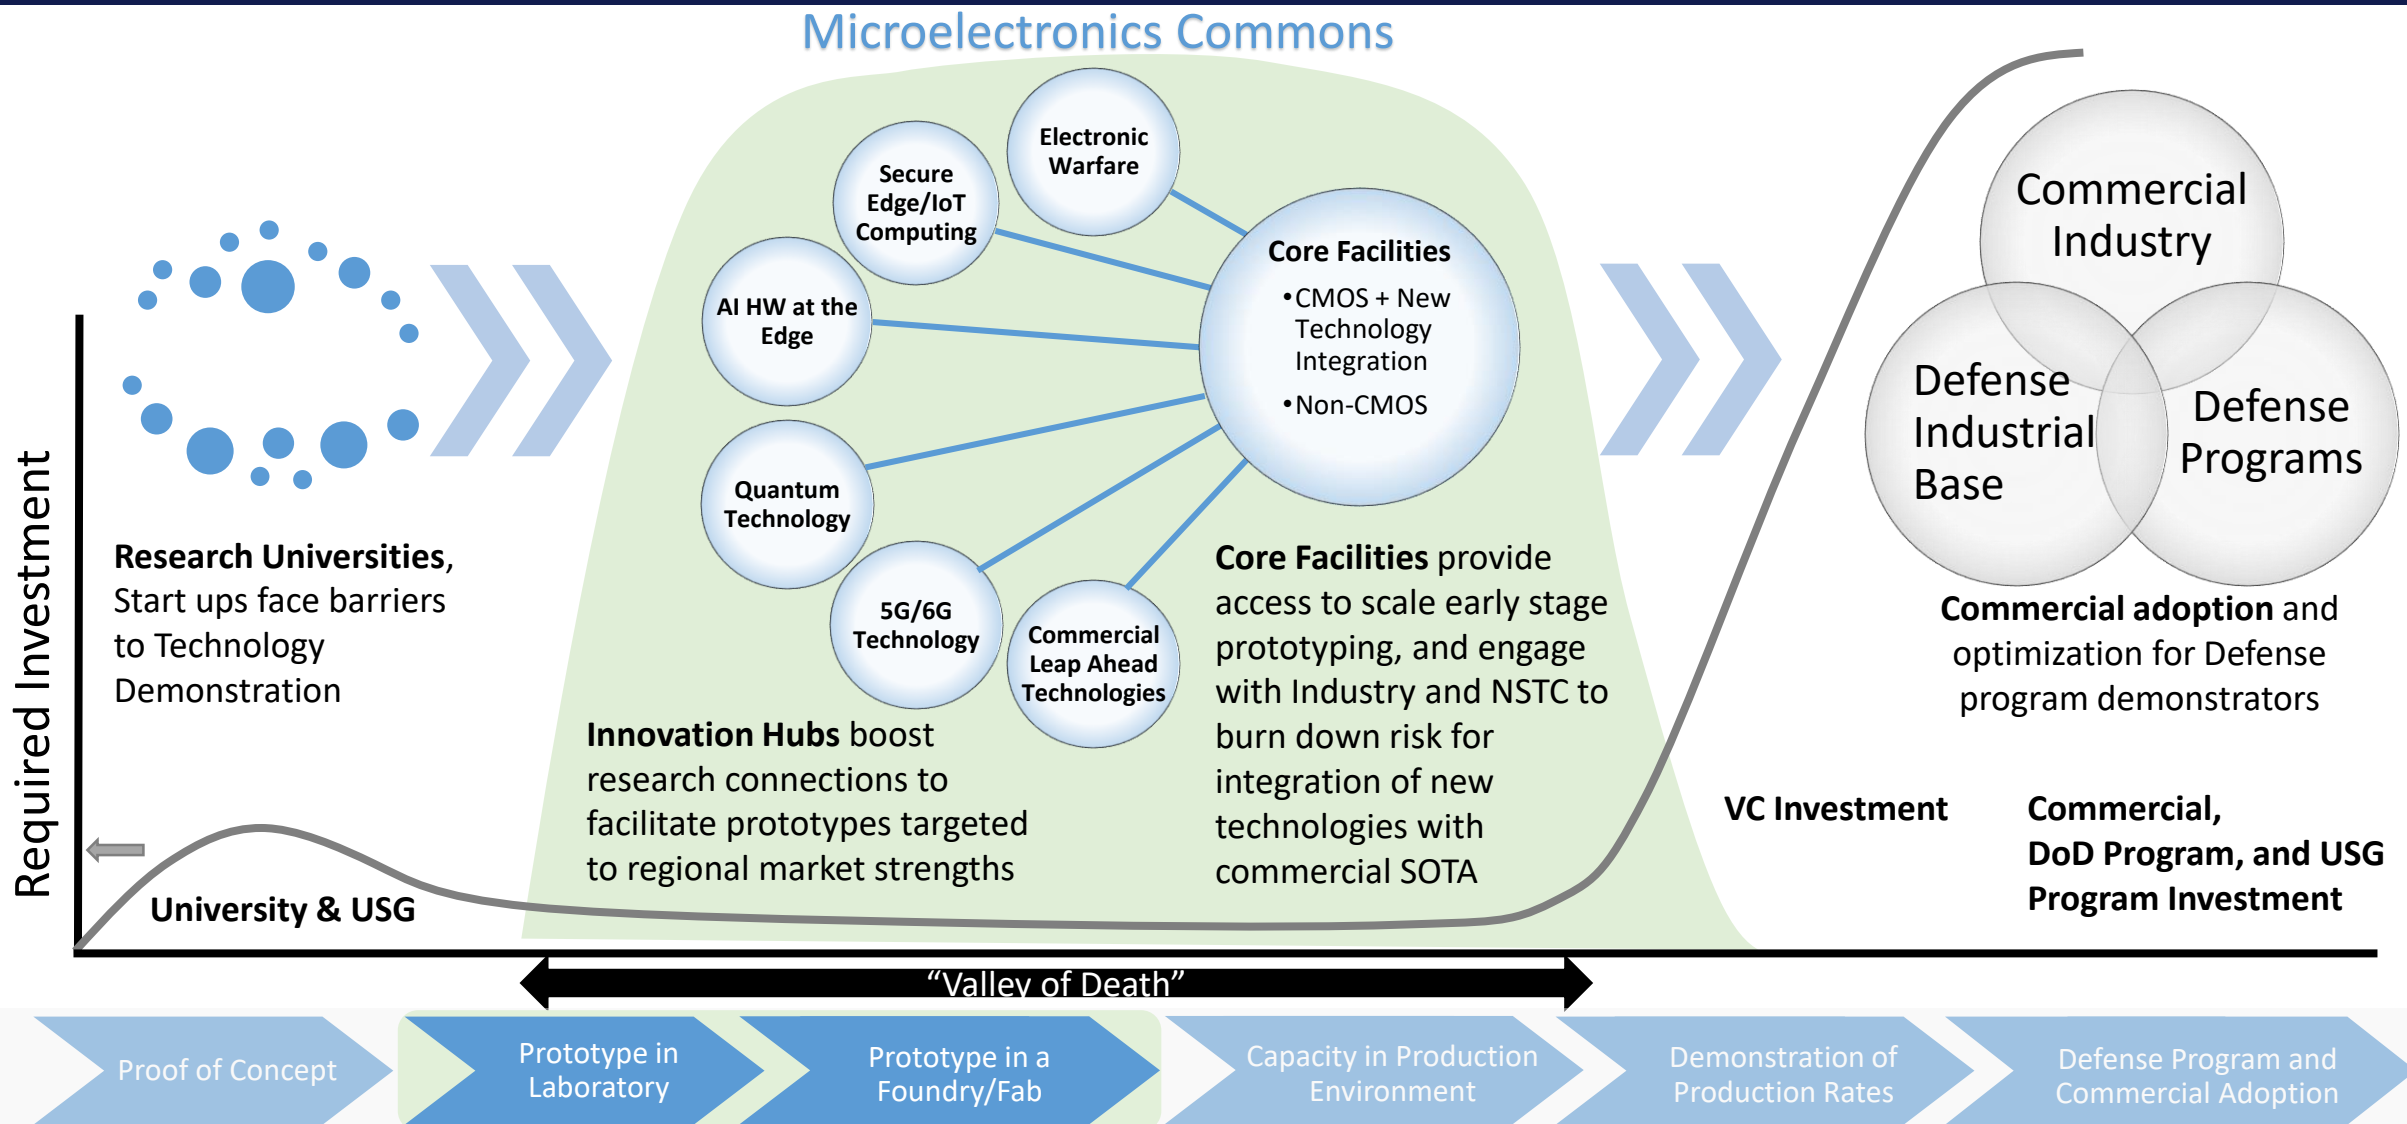 Microelectronics Commons
Required Investment
Research Universities,
Start ups face barriers
to Technology
Demonstration
University & USG
Electronic
Warfare
Secure
Edge/IoT
Computing
AI HW at the
Edge
Quantum
Technology
5G/6G
Technology
Commercial
Leap Ahead
Technologies
Core Facilities
•CMOS + New
Technology
Integration
•Non-CMOS
Innovation Hubs boost
research connections to
facilitate prototypes targeted
to regional market strengths
Core Facilities provide
access to scale early stage
prototyping, and engage
with Industry and NSTC to
burn down risk for
integration of new
technologies with
commercial SOTA
Commercial
Industry
Defense
Industrial
Base
Defense
Programs
Commercial adoption and
optimization for Defense
program demonstrators
VC Investment
Commercial,
DoD Program, and USG
Program Investment
“Valley of Death”
Proof of Concept
Prototype in
Laboratory
Prototype in a
Foundry/Fab
Capacity in Production
Environment
Demonstration of
Production Rates
Defense Program and
Commercial Adoption